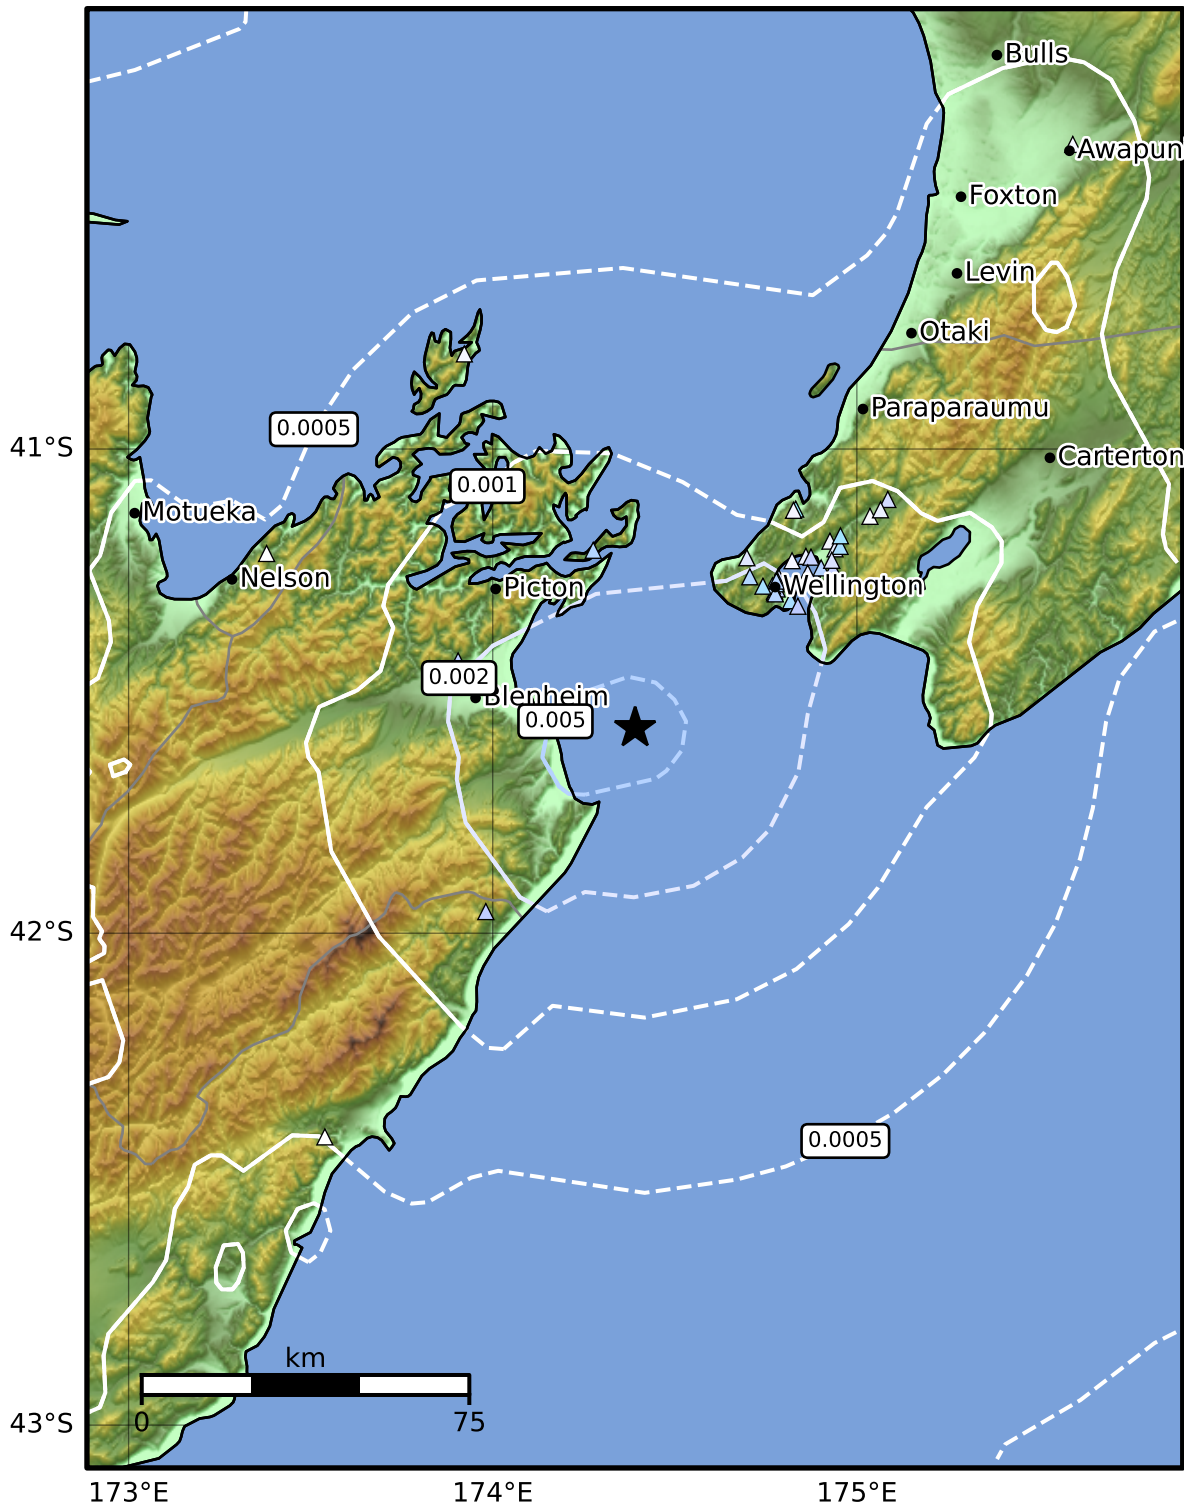 Bulls
Awapun
Foxton
Levin
Otaki
Paraparaumu
0.0005
41°S
Carterton
0.001
Motueka
Nelson
Picton
Wellington
0.002
Blenheim
0.005
42°S
0.0005
km
0
75
43°S
173°E
174°E
175°E